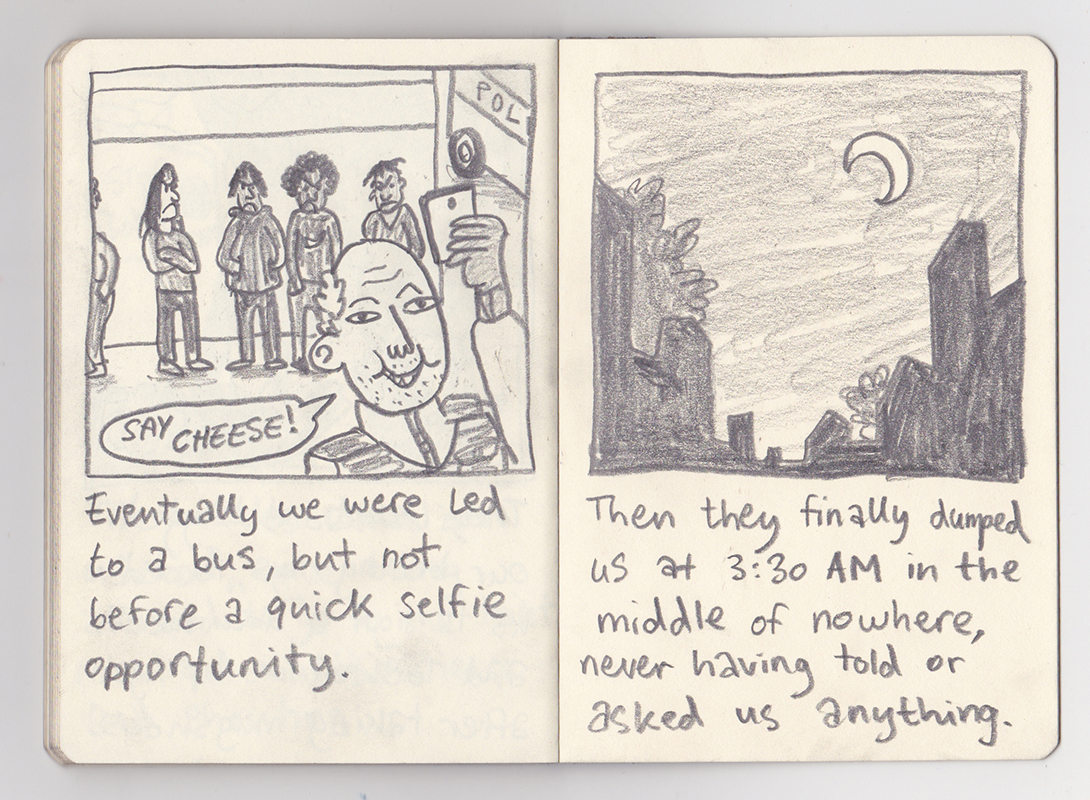 POL
SAY CHEESE!
Eventually we were led
to a bus, but not
before a quick selfie
opportunity.
Then they finally dumped
us at 3:30 AM in the
middle of nowhere,
never having told or
asked us anything.